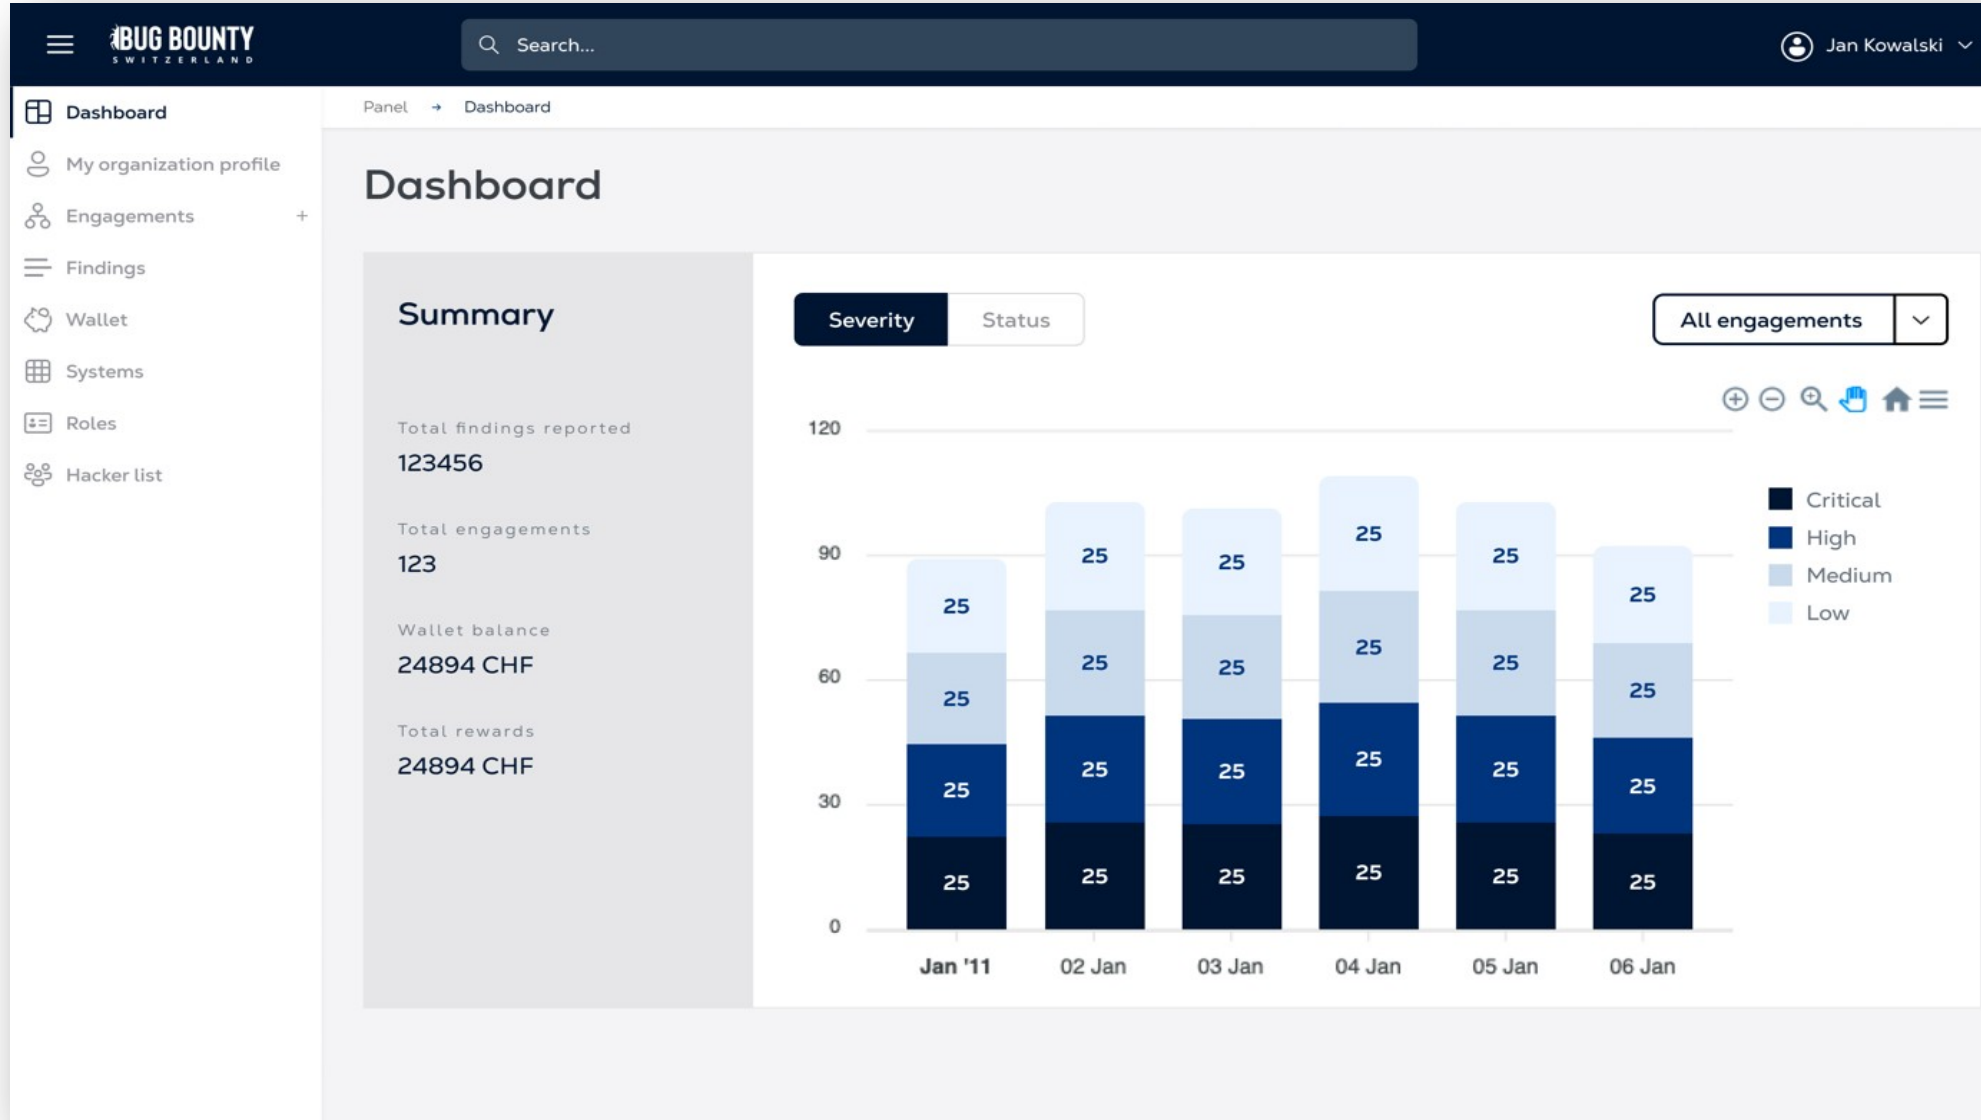 BUG BOUNTY
SWITZERLAND
Search...
Jan Kowalski
Dashboard
My organization profile
Engagements +
Findings
Wallet
Systems
Roles
Hacker list
Panel → Dashboard
Dashboard
Summary
Total findings reported
123456
Total engagements
123
Wallet balance
24894 CHF
Total rewards
24894 CHF
Severity Status
All engagements
120
90
60
30
0
25 25 25 25 25 25
25 25 25 25 25 25
25 25 25 25 25 25
25 25 25 25 25 25
Jan '11 02 Jan 03 Jan 04 Jan 05 Jan 06 Jan
Critical
High
Medium
Low